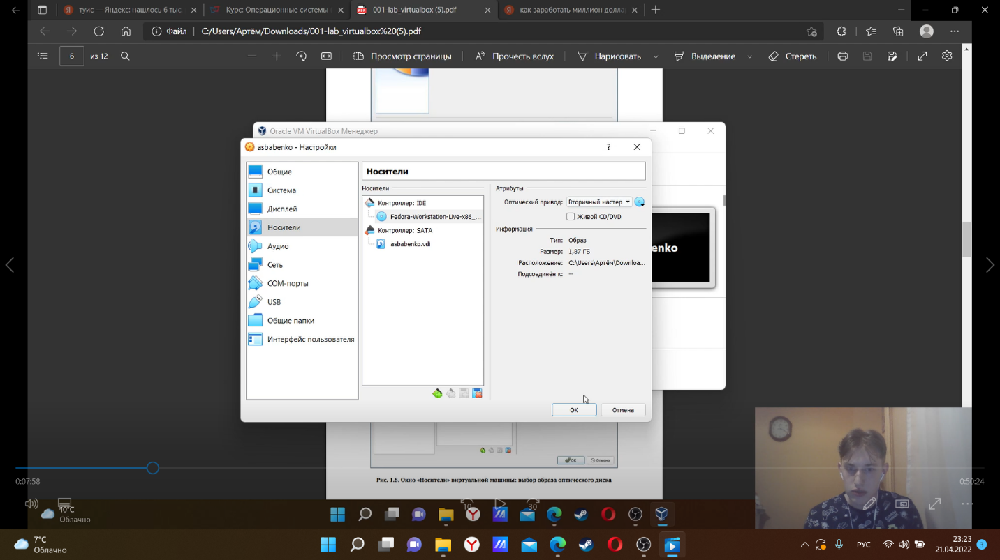 туис — Яндекс: нашлось 6 тыс.
Курс: Операционные системы
001-lab_virtualbox (5).pdf
как заработать миллион долла
Файл
C:/Users/Артём/Downloads/001-lab_virtualbox%20(5).pdf
6
из 12
Просмотр страницы
Прочесть вслух
Нарисовать
Выделение
Стереть
Oracle VM VirtualBox Менеджер
asbabenko - Настройки
?
Общие
Система
Дисплей
Носители
Аудио
Сеть
COM-порты
USB
Общие папки
Интерфейс пользователя
Носители
Носители
Контроллер: IDE
Fedora-Workstation-Live-x86_...
Контроллер: SATA
asbabenko.vdi
Атрибуты
Оптический привод: Вторичный мастер
Живой CD/DVD
Информация
Тип: Образ
Размер: 1,87 ГБ
Расположение: C:\Users\Артём\Downloa...
Подсоединён к: --
enko
OK
Отмена
OK
Отмена
Рис. 1.8. Окно «Носители» виртуальной машины: выбор образа оптического диска
0:07:58
0:50:24
10
30
10°C
Облачно
7°C
Облачно
РУС
23:23
21.04.2022
3